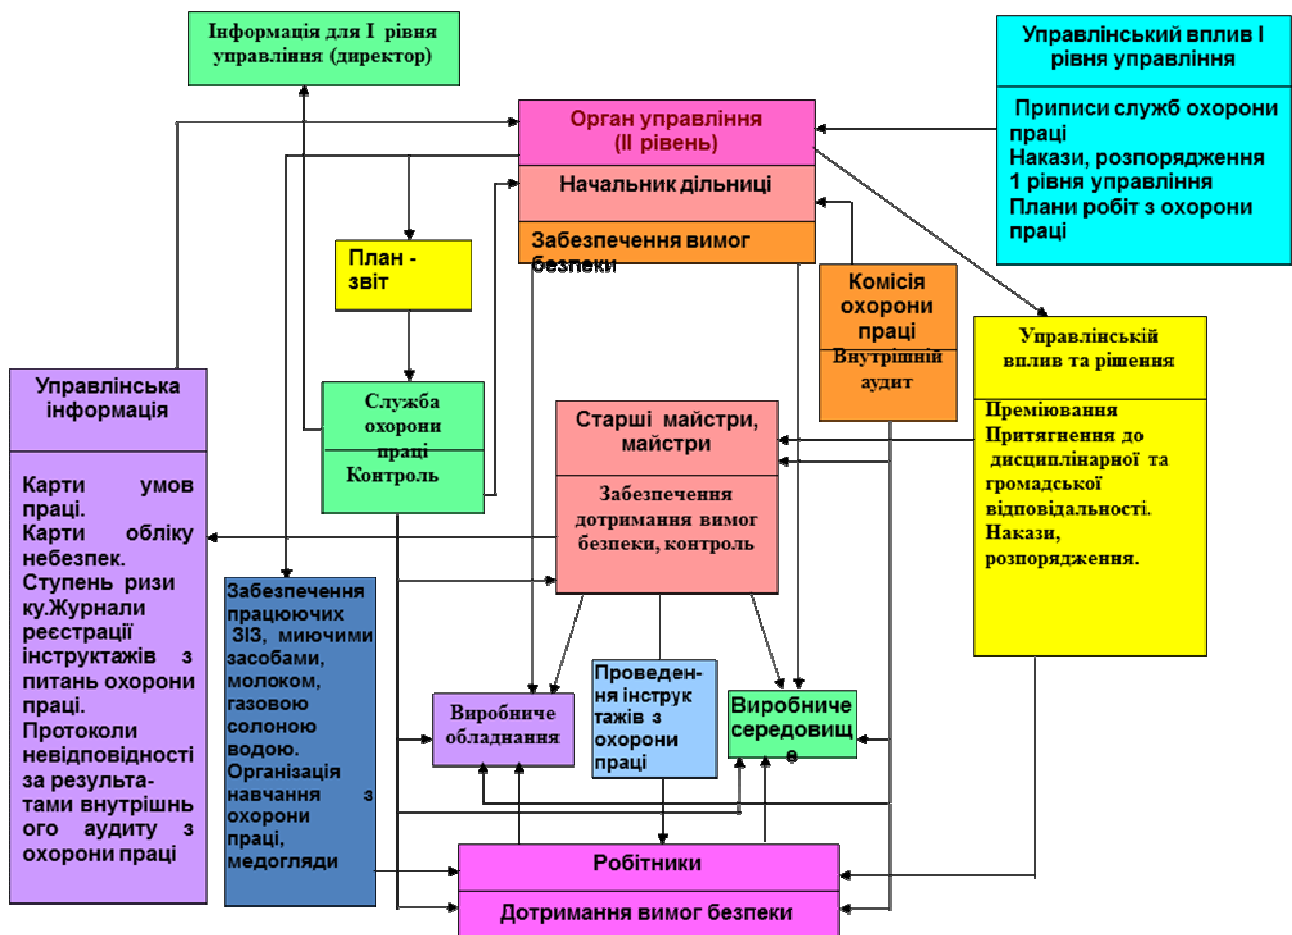 Інформація для І рівня
управління (директор)
Управлінський вплив І
рівня управління
Приписи служб охорони
праці
Накази, розпорядження
1 рівня управління
Плани робіт з охорони
праці
Орган управління
(ІІ рівень)
Начальник дільниці
Забезпечення вимог
безпеки
План -
звіт
Комісія
охорони
праці
Внутрішній
аудит
Управлінській
вплив та рішення
Преміювання
Притягнення до
дисциплінарної та
громадської
відповідальності.
Накази,
розпорядження.
Управлінська
інформація
Карти умов
праці.
Карти обліку
небезпек.
Ступень ризи
ку.Журнали
реєстрації
інструктажів з
питань охорони
праці.
Протоколи
невідповідності
за результа-
тами внутрішнь
ого аудиту з
охорони праці
Служба
охорони
праці
Контроль
Старші майстри,
майстри
Забезпечення
дотримання вимог
безпеки, контроль
Забезпечення
працюючих
ЗІЗ, миючими
засобами,
молоком,
газовою
солоною
водою.
Організація
навчання з
охорони
праці,
медогляди
Виробниче
обладнання
Проведен-
ня інструк
тажів з
охорони
праці
Виробниче
середовищ
е
Робітники
Дотримання вимог безпеки